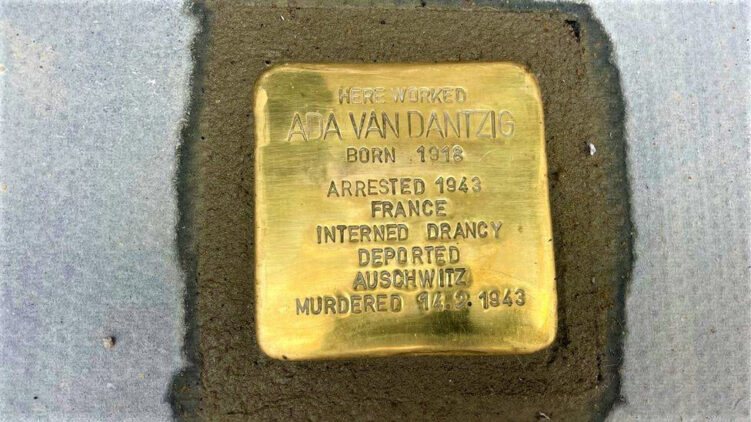 HERE WORKED
ADA VAN DANTZIG
BORN 1918
ARRESTED 1943
FRANCE
INTERNED DRANCY
DEPORTED
AUSCHWITZ
MURDERED 14.2.1943